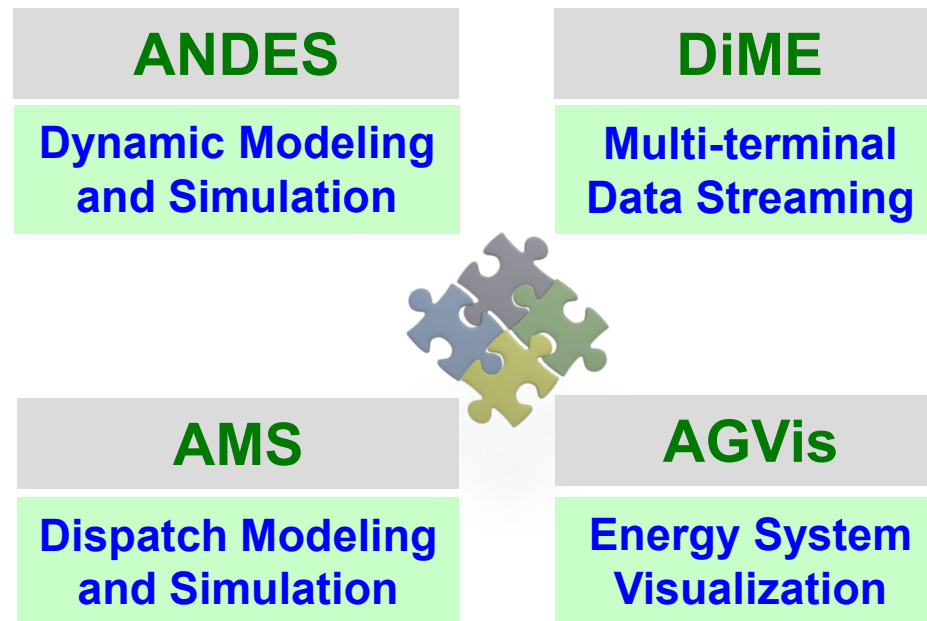 ANDES
Dynamic Modeling
and Simulation
DiME
Multi-terminal
Data Streaming
AMS
Dispatch Modeling
and Simulation
AGVis
Energy System
Visualization